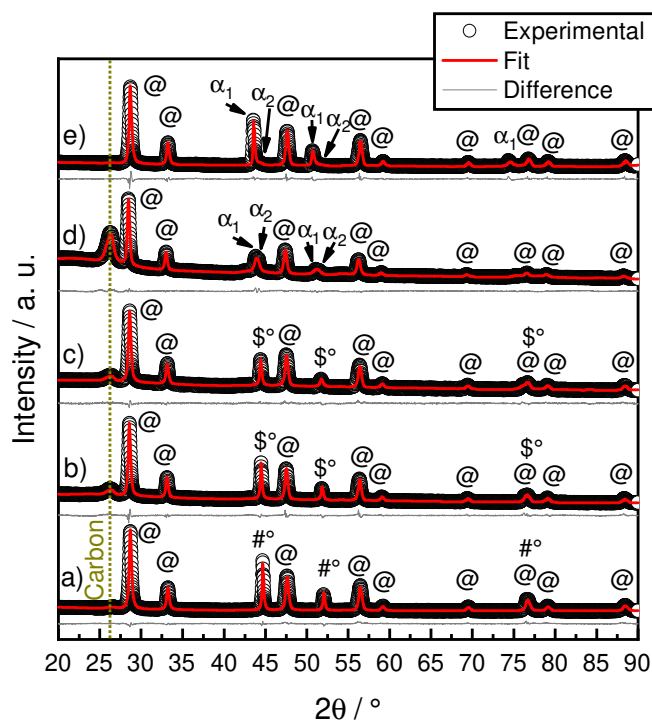 Experimental
Fit
Difference
Intensity / a. u.
e) @ @ α1 α2 @ α1 α2 @ @ @ α1 @ @ @
d) @ @ α1 α2 @ α1 α2 @ @ @ @ @ @
c) @ @ $° @ $° @ @ @ $° @ @ @
b) @ @ $° @ $° @ @ @ $° @ @ @
a) @ @ #° @ #° @ @ @ #° @ @ @
Carbon
20 25 30 35 40 45 50 55 60 65 70 75 80 85 90
2θ / °